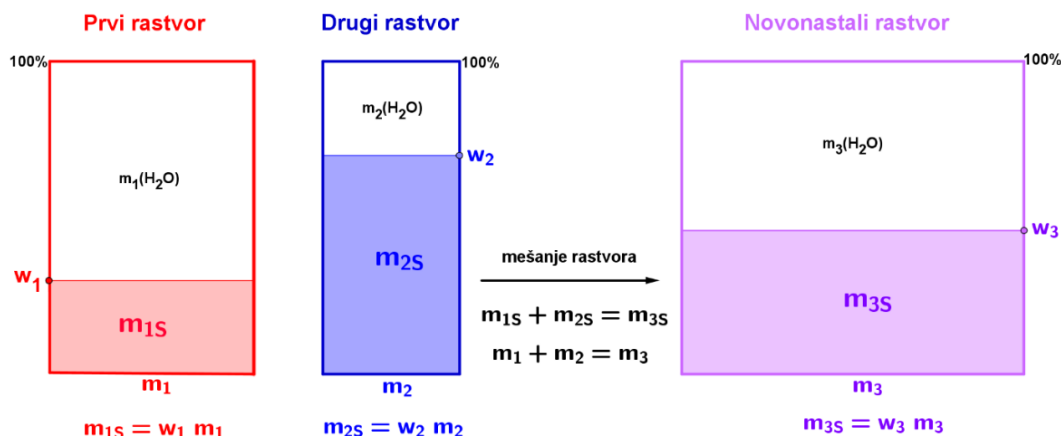 Prvi rastvor
100%
m₁(H₂O)
w₁
m₁S
m₁
m₁S = w₁ m₁
Drugi rastvor
100%
m₂(H₂O)
w₂
m₂S
m₂
m₂S = w₂ m₂
mešanje rastvora
m₁S + m₂S = m₃S
m₁ + m₂ = m₃
Novonastali rastvor
100%
m₃(H₂O)
w₃
m₃S
m₃
m₃S = w₃ m₃